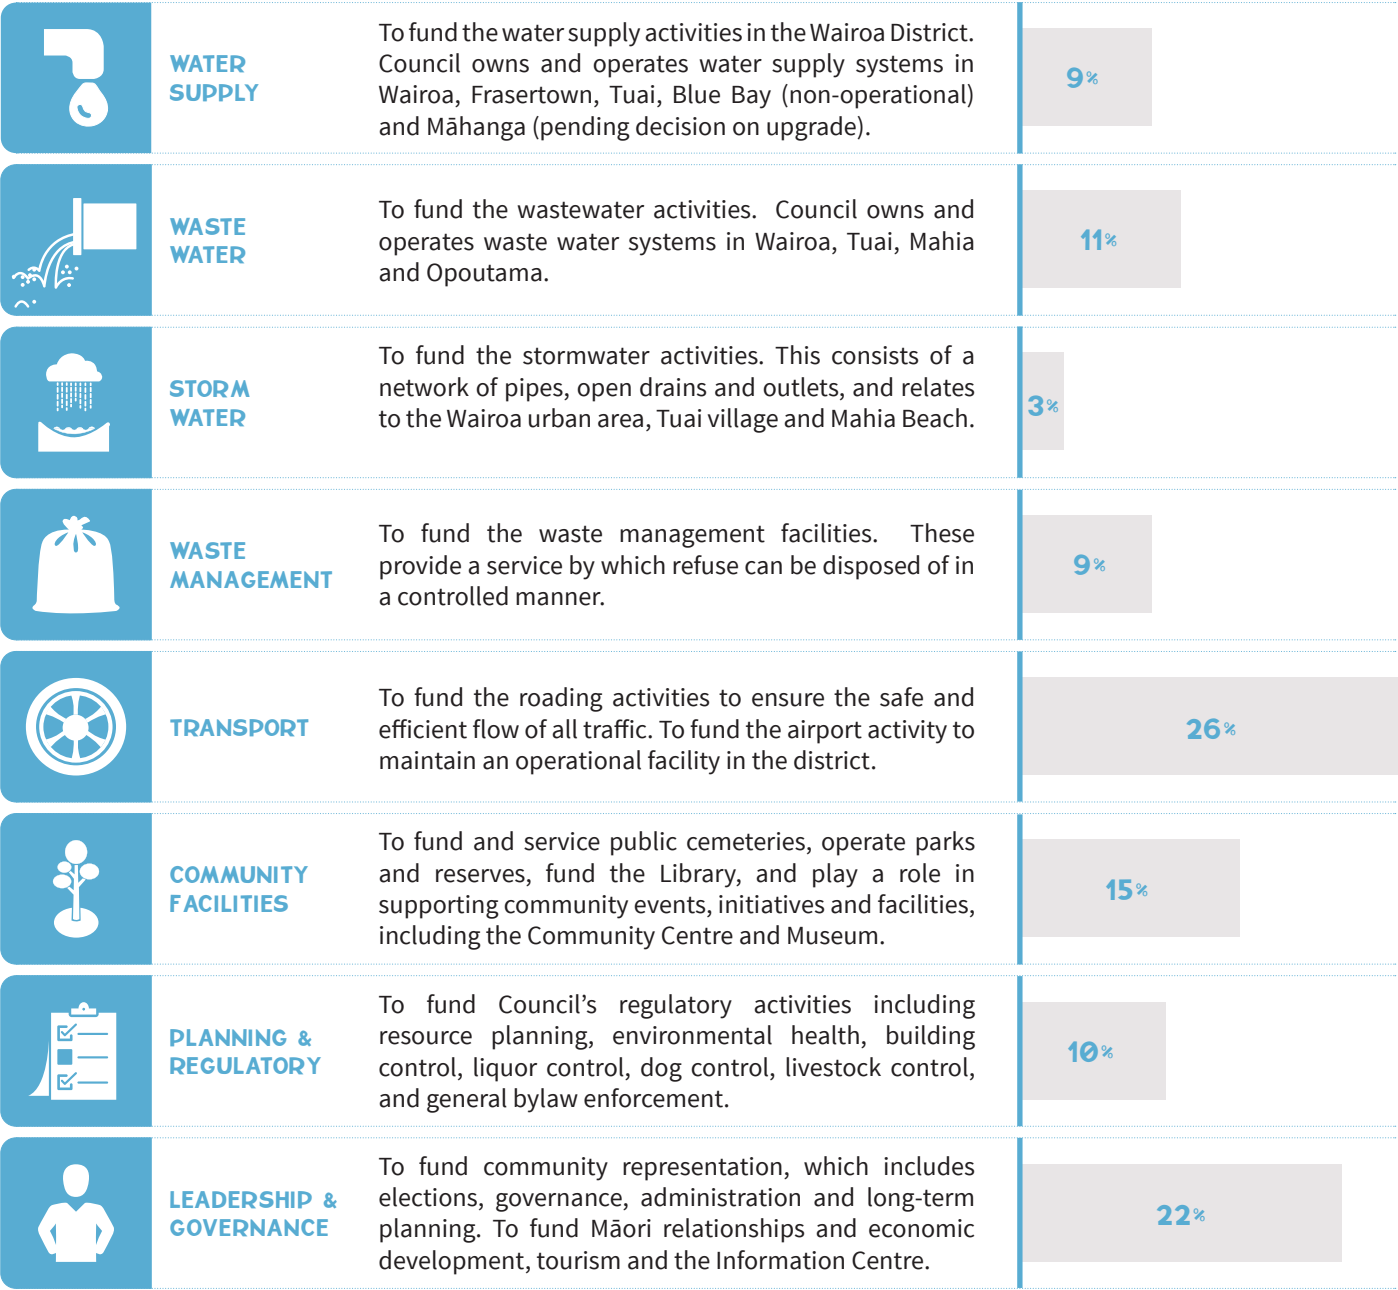 WATER
SUPPLY
To fund the water supply activities in the Wairoa District.
Council owns and operates water supply systems in
Wairoa, Frasertown, Tuai, Blue Bay (non-operational)
and Māhanga (pending decision on upgrade).
9%
WASTE
WATER
To fund the wastewater activities. Council owns and
operates waste water systems in Wairoa, Tuai, Mahia
and Opoutama.
11%
STORM
WATER
To fund the stormwater activities. This consists of a
network of pipes, open drains and outlets, and relates
to the Wairoa urban area, Tuai village and Mahia Beach.
3%
WASTE
MANAGEMENT
To fund the waste management facilities. These
provide a service by which refuse can be disposed of in
a controlled manner.
9%
TRANSPORT
To fund the roading activities to ensure the safe and
efficient flow of all traffic. To fund the airport activity to
maintain an operational facility in the district.
26%
COMMUNITY
FACILITIES
To fund and service public cemeteries, operate parks
and reserves, fund the Library, and play a role in
supporting community events, initiatives and facilities,
including the Community Centre and Museum.
15%
PLANNING &
REGULATORY
To fund Council's regulatory activities including
resource planning, environmental health, building
control, liquor control, dog control, livestock control,
and general bylaw enforcement.
10%
LEADERSHIP &
GOVERNANCE
To fund community representation, which includes
elections, governance, administration and long-term
planning. To fund Māori relationships and economic
development, tourism and the Information Centre.
22%